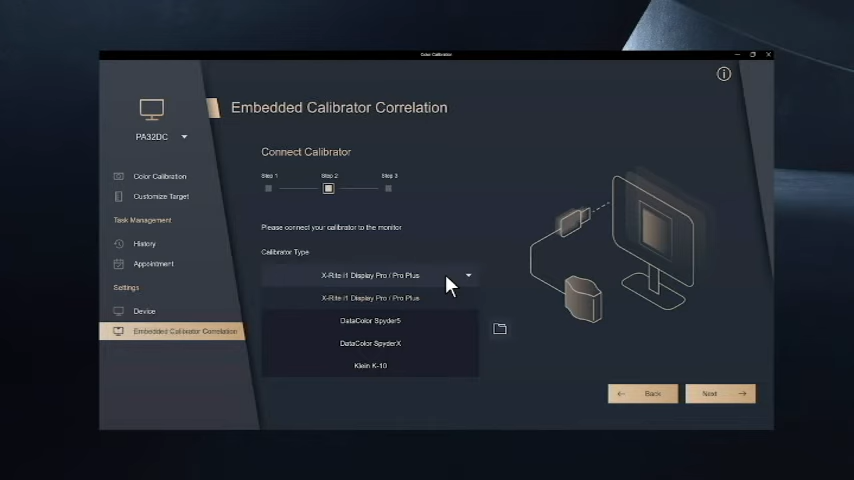 Color Calibration
Embedded Calibrator Correlation
PA32DC
Connect Calibrator
Step 1
Step 2
Step 3
Color Calibration
Customize Target
Task Management
History
Appointment
Settings
Device
Embedded Calibrator Correlation
Please connect your calibrator to the monitor
Calibrator Type
X-Rite i1 Display Pro / Pro Plus
X-Rite i1 Display Pro / Pro Plus
DataColor Spyder5
DataColor SpyderX
Klein K-10
Back
Next